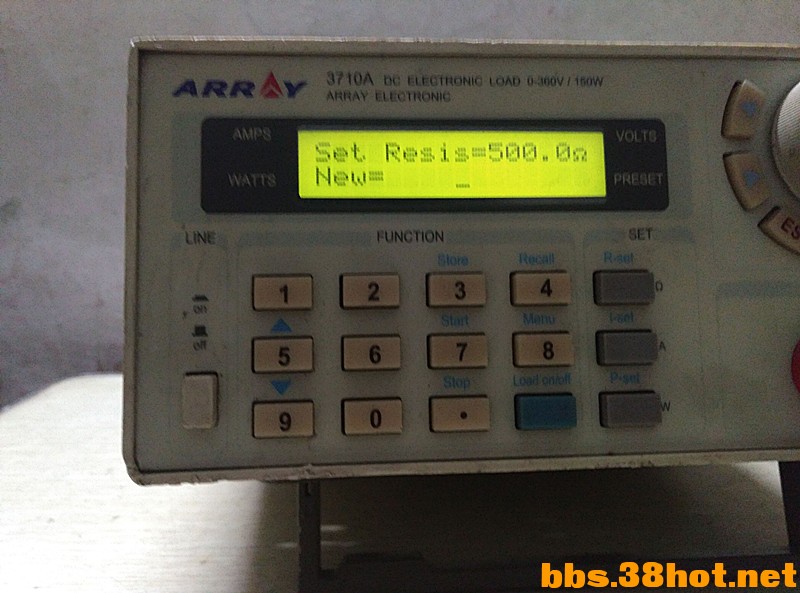 ARRAY 3710A DC ELECTRONIC LOAD 0-360V / 150W
ARRAY ELECTRONIC
AMPS
VOLTS
WATTS
PRESET
Set Resis=500.0Ω
New= _
LINE
FUNCTION
SET
Store
Recall
R-set
on
1
2
3
4
Ω
Start
Menu
I-set
off
5
6
7
8
A
Stop
Load on/off
P-set
9
0
.
W
ES
bbs.38hot.net